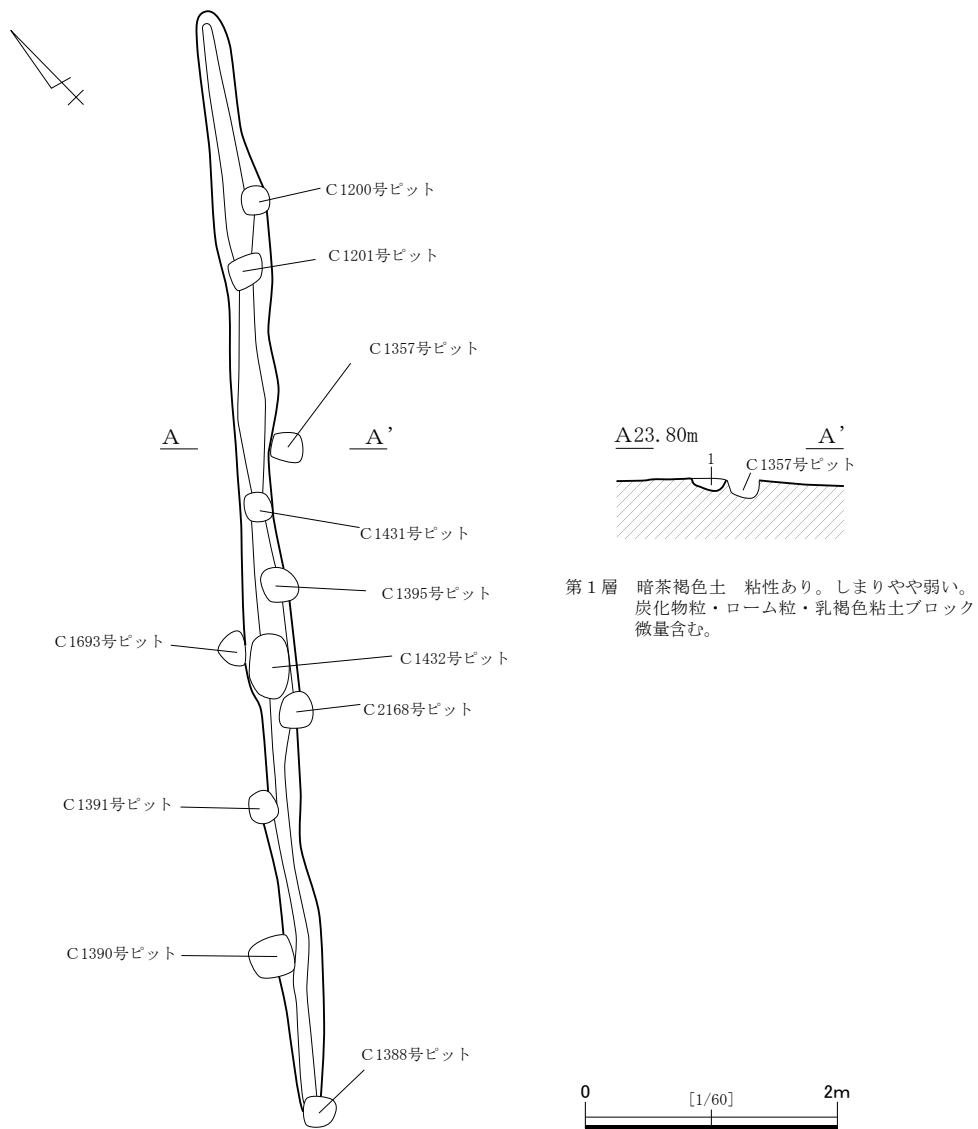 C1200号ピット
C1201号ピット
C1357号ピット
A A’
C1431号ピット
C1395号ピット
C1693号ピット
C1432号ピット
C2168号ピット
C1391号ピット
C1390号ピット
C1388号ピット
A23.80m A’
1 C1357号ピット
第1層 暗茶褐色土 粘性あり。しまりやや弱い。
炭化物粒・ローム粒・乳褐色粘土ブロック
微量含む。
0 [1/60] 2m